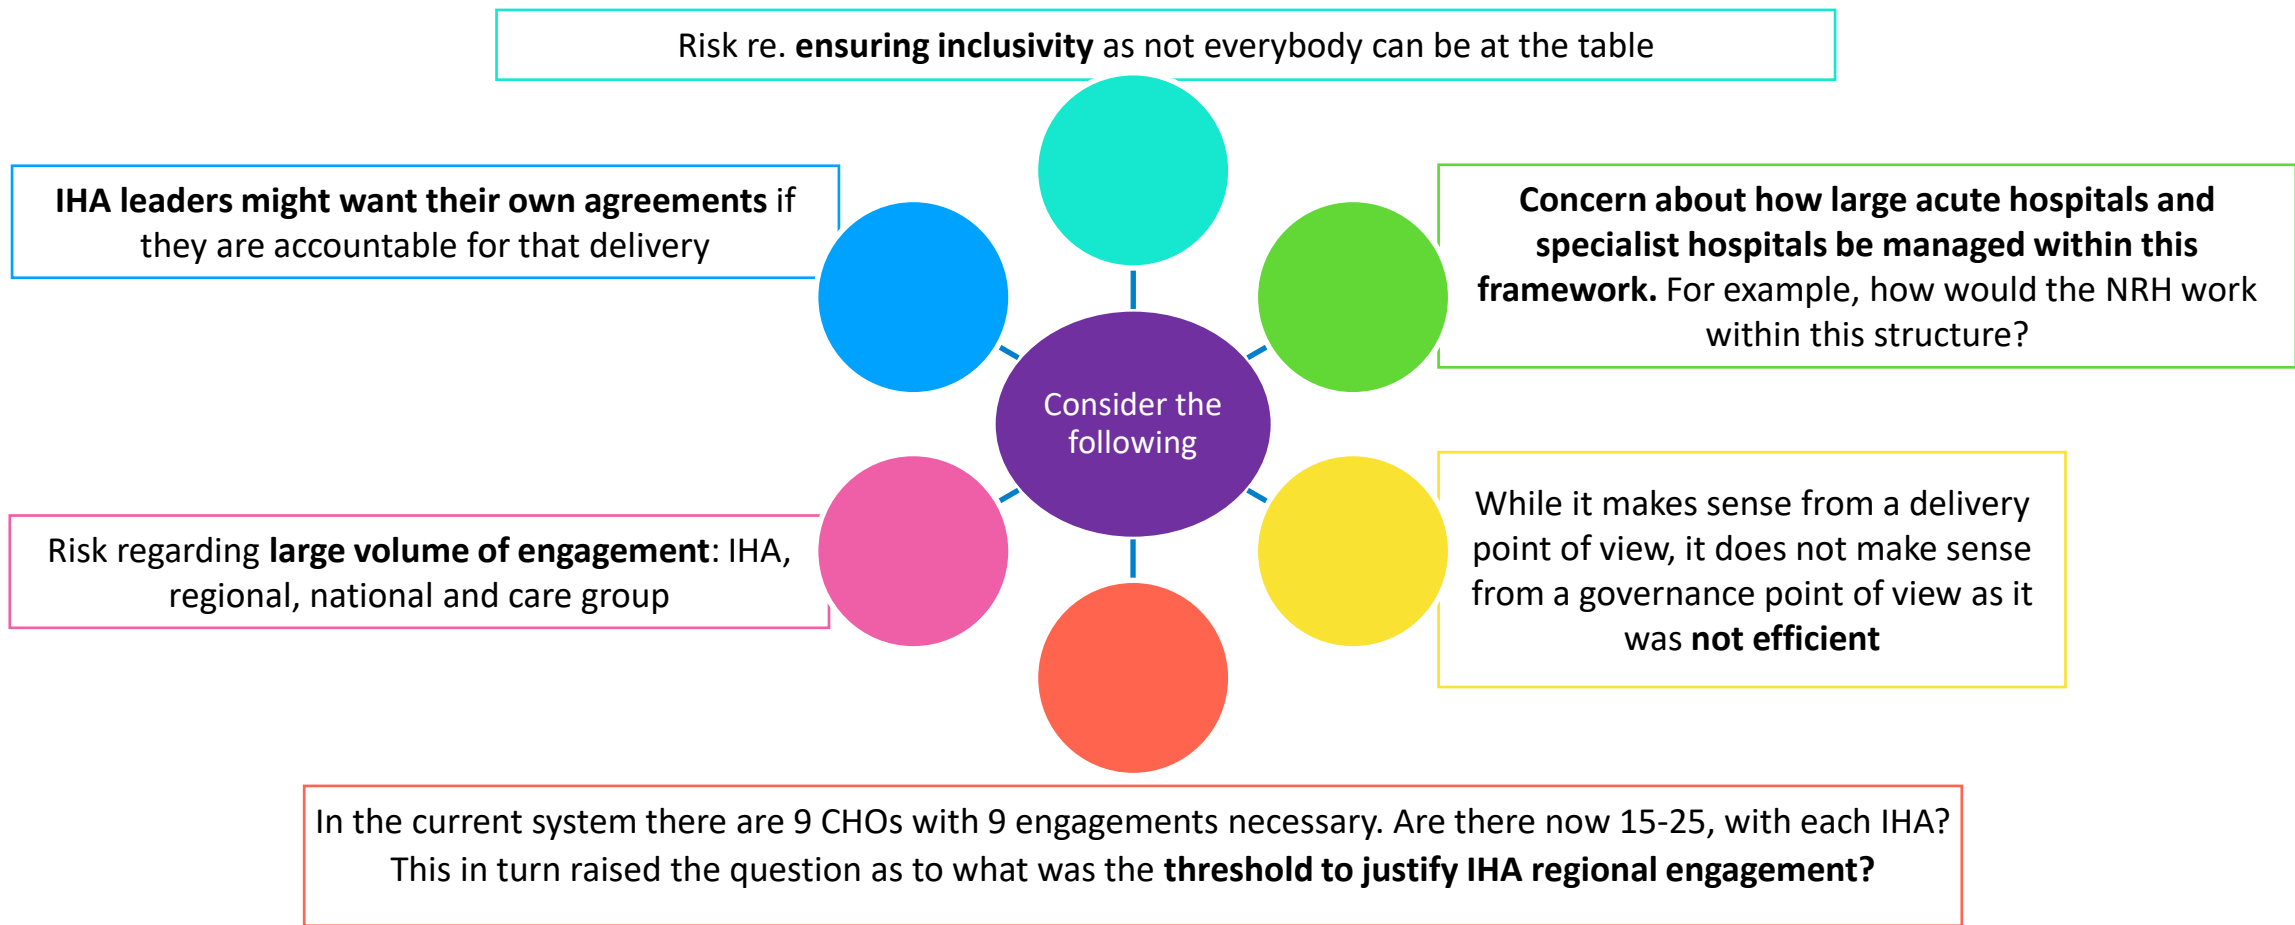 Risk re. ensuring inclusivity as not everybody can be at the table
IHA leaders might want their own agreements if
they are accountable for that delivery
Concern about how large acute hospitals and
specialist hospitals be managed within this
framework. For example, how would the NRH work
within this structure?
Consider the
following
Risk regarding large volume of engagement: IHA,
regional, national and care group
While it makes sense from a delivery
point of view, it does not make sense
from a governance point of view as it
was not efficient
In the current system there are 9 CHOs with 9 engagements necessary. Are there now 15-25, with each IHA?
This in turn raised the question as to what was the threshold to justify IHA regional engagement?